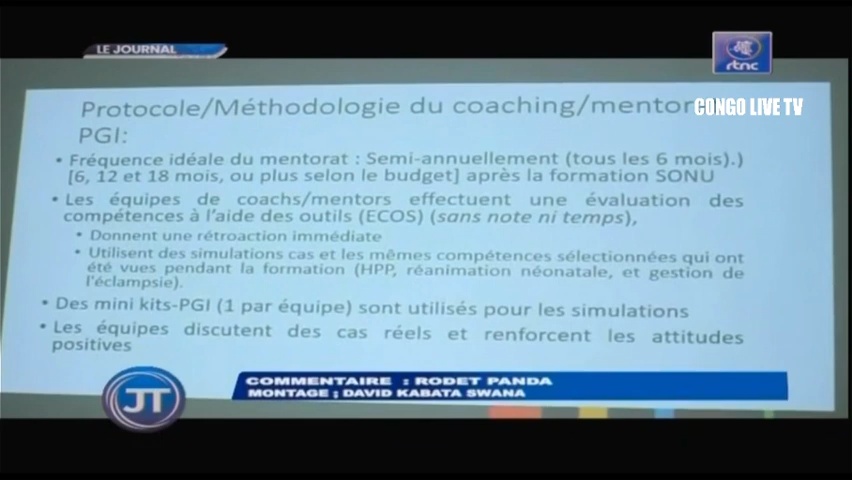 LE JOURNAL
rtnc
CONGO LIVE TV
Protocole/Méthodologie du coaching/mentor
PGI:
• Fréquence idéale du mentorat : Semi-annuellement (tous les 6 mois).)
[6, 12 et 18 mois, ou plus selon le budget] après la formation SONU
• Les équipes de coachs/mentors effectuent une évaluation des
compétences à l'aide des outils (ECOS) (sans note ni temps),
• Donnent une rétroaction immédiate
• Utilisent des simulations cas et les mêmes compétences sélectionnées qui ont
été vues pendant la formation (HPP, réanimation néonatale, et gestion de
l'éclampsie).
• Des mini kits-PGI (1 par équipe) sont utilisés pour les simulations
• Les équipes discutent des cas réels et renforcent les attitudes
positives
JT
COMMENTAIRE : RODET PANDA
MONTAGE ; DAVID KABATA SWANA